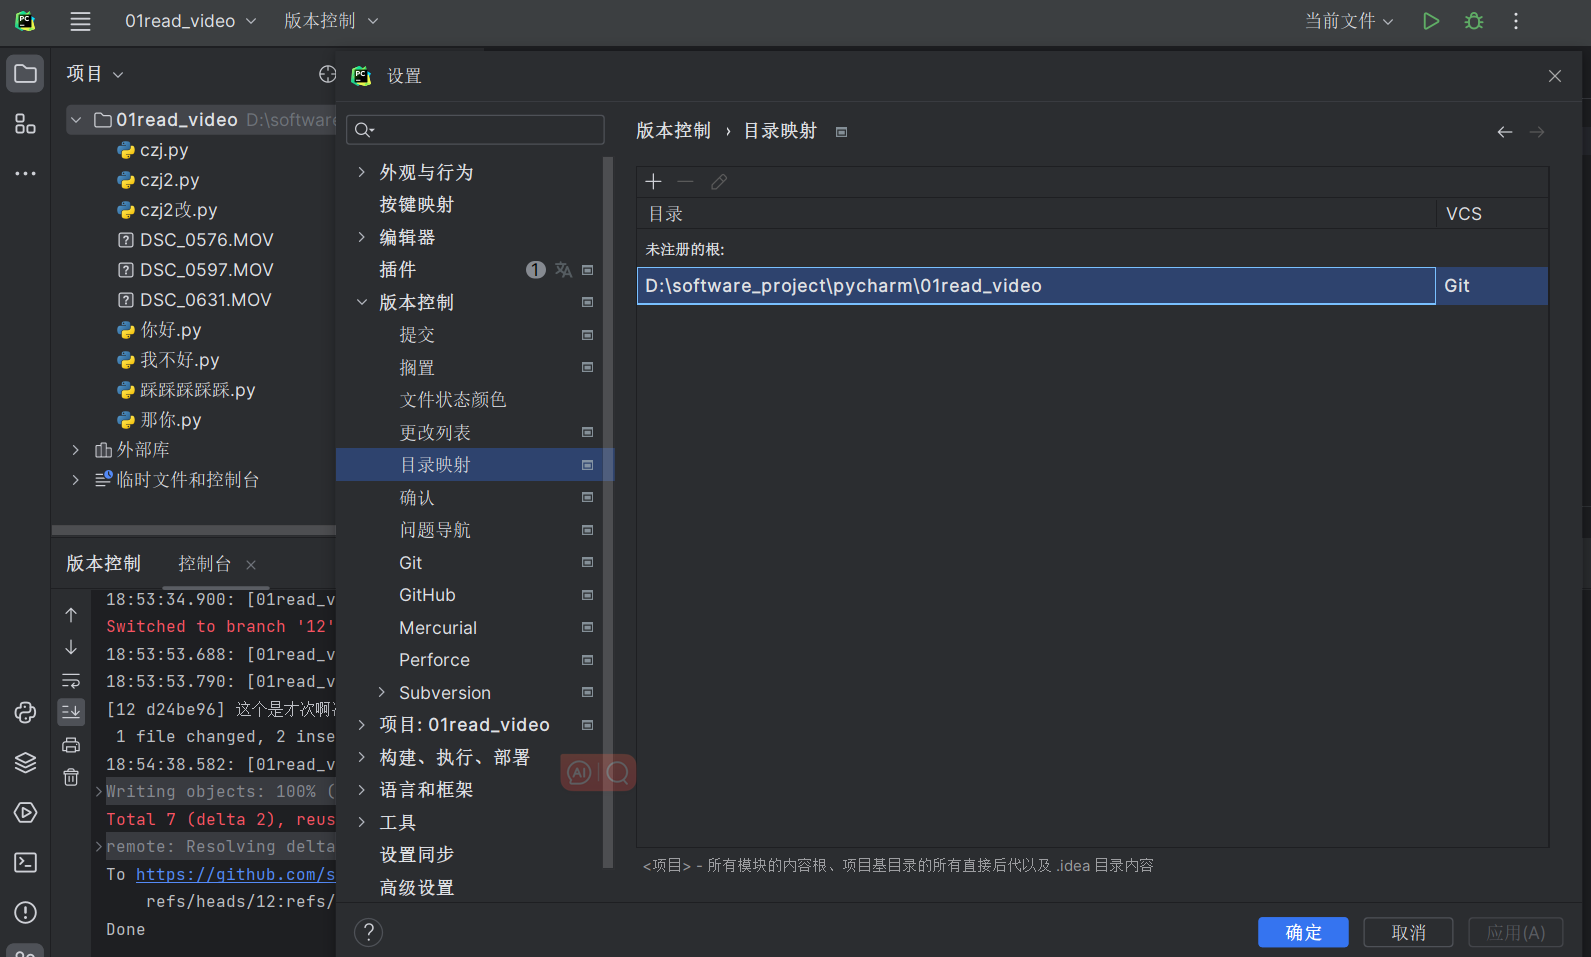 01read_video
版本控制
当前文件
项目
设置
01read_video D:\software
czj.py
czj2.py
czj2改.py
DSC_0576.MOV
DSC_0597.MOV
DSC_0631.MOV
你好.py
我不好.py
踩踩踩踩踩.py
那你.py
外部库
临时文件和控制台
外观与行为
按键映射
编辑器
插件 1
版本控制
提交
搁置
文件状态颜色
更改列表
目录映射
确认
问题导航
Git
GitHub
Mercurial
Perforce
Subversion
项目: 01read_video
构建、执行、部署
语言和框架
工具
设置同步
高级设置
版本控制 › 目录映射
目录 VCS
未注册的根:
D:\software_project\pycharm\01read_video Git
<项目> - 所有模块的内容根、项目基目录的所有直接后代以及 .idea 目录内容
确定
取消
应用(A)
版本控制 控制台
18:53:34.900: [01read_v
Switched to branch '12'
18:53:53.688: [01read_v
18:53:53.790: [01read_v
[12 d24be96] 这个是才次啊
1 file changed, 2 inse
18:54:38.582: [01read_v
Writing objects: 100% (
Total 7 (delta 2), reus
remote: Resolving delta
To https://github.com/s
refs/heads/12:refs/
Done
AI